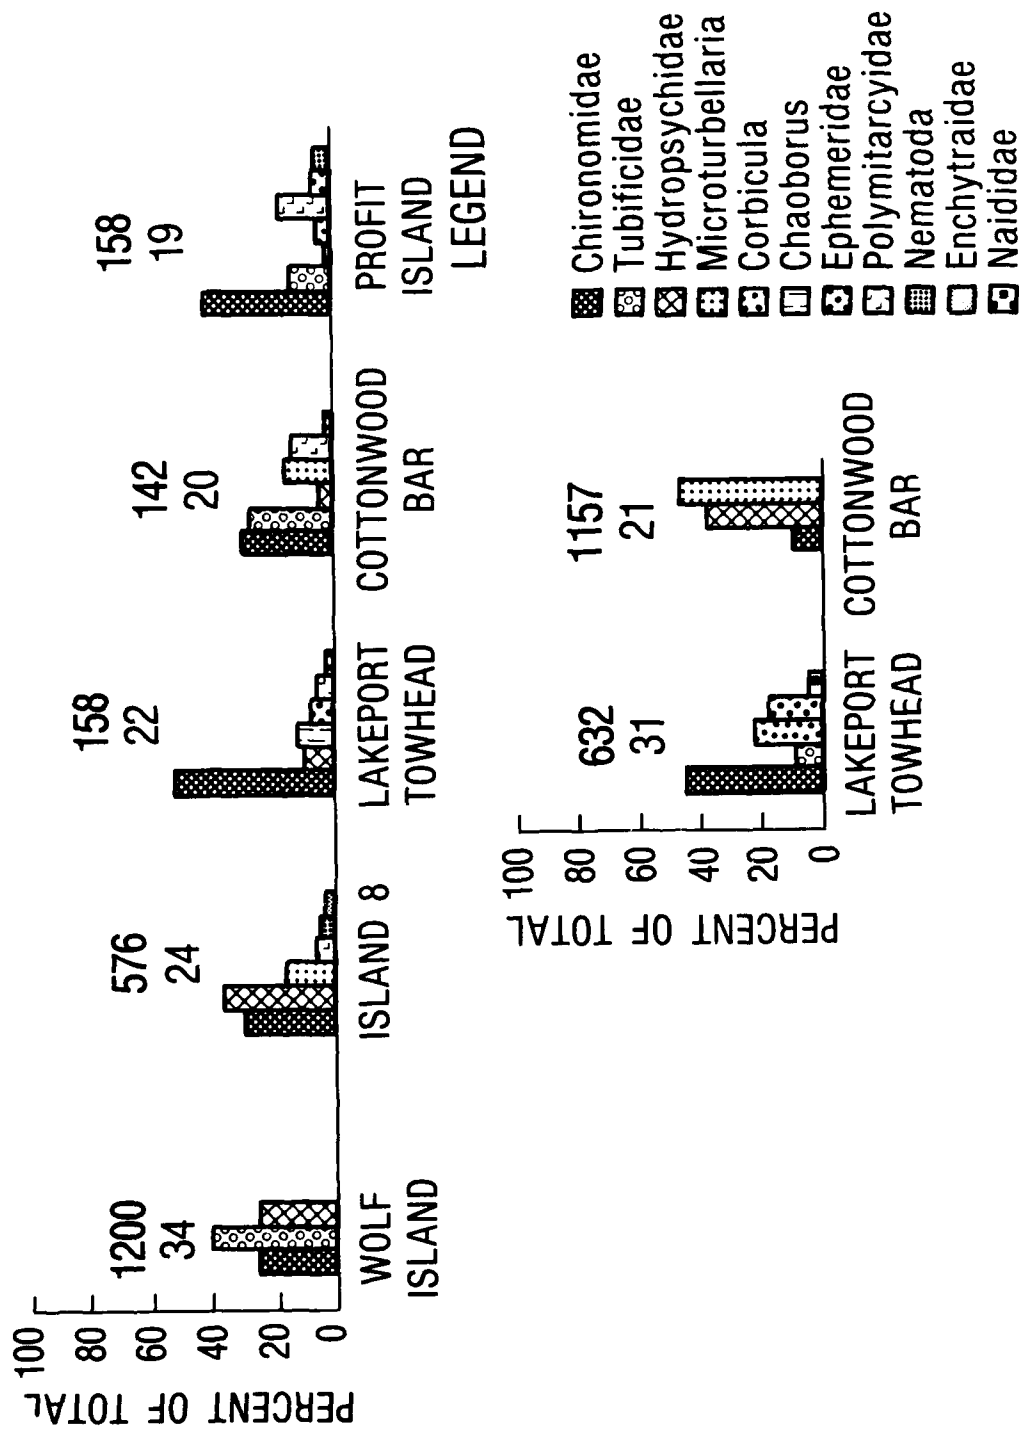 PERCENT OF TOTAL
100
80
60
40
20
0
1200
34
WOLF
ISLAND
576
24
ISLAND 8
158
22
LAKEPORT
TOWHEAD
142
20
COTTONWOOD
BAR
158
19
PROFIT
ISLAND
PERCENT OF TOTAL
100
80
60
40
20
0
632
31
LAKEPORT
TOWHEAD
1157
21
COTTONWOOD
BAR
LEGEND
Chironomidae
Tubificidae
Hydropsychidae
Microturbellaria
Corbicula
Chaoborus
Ephemeridae
Polymitarcyidae
Nematoda
Enchytraidae
Naididae